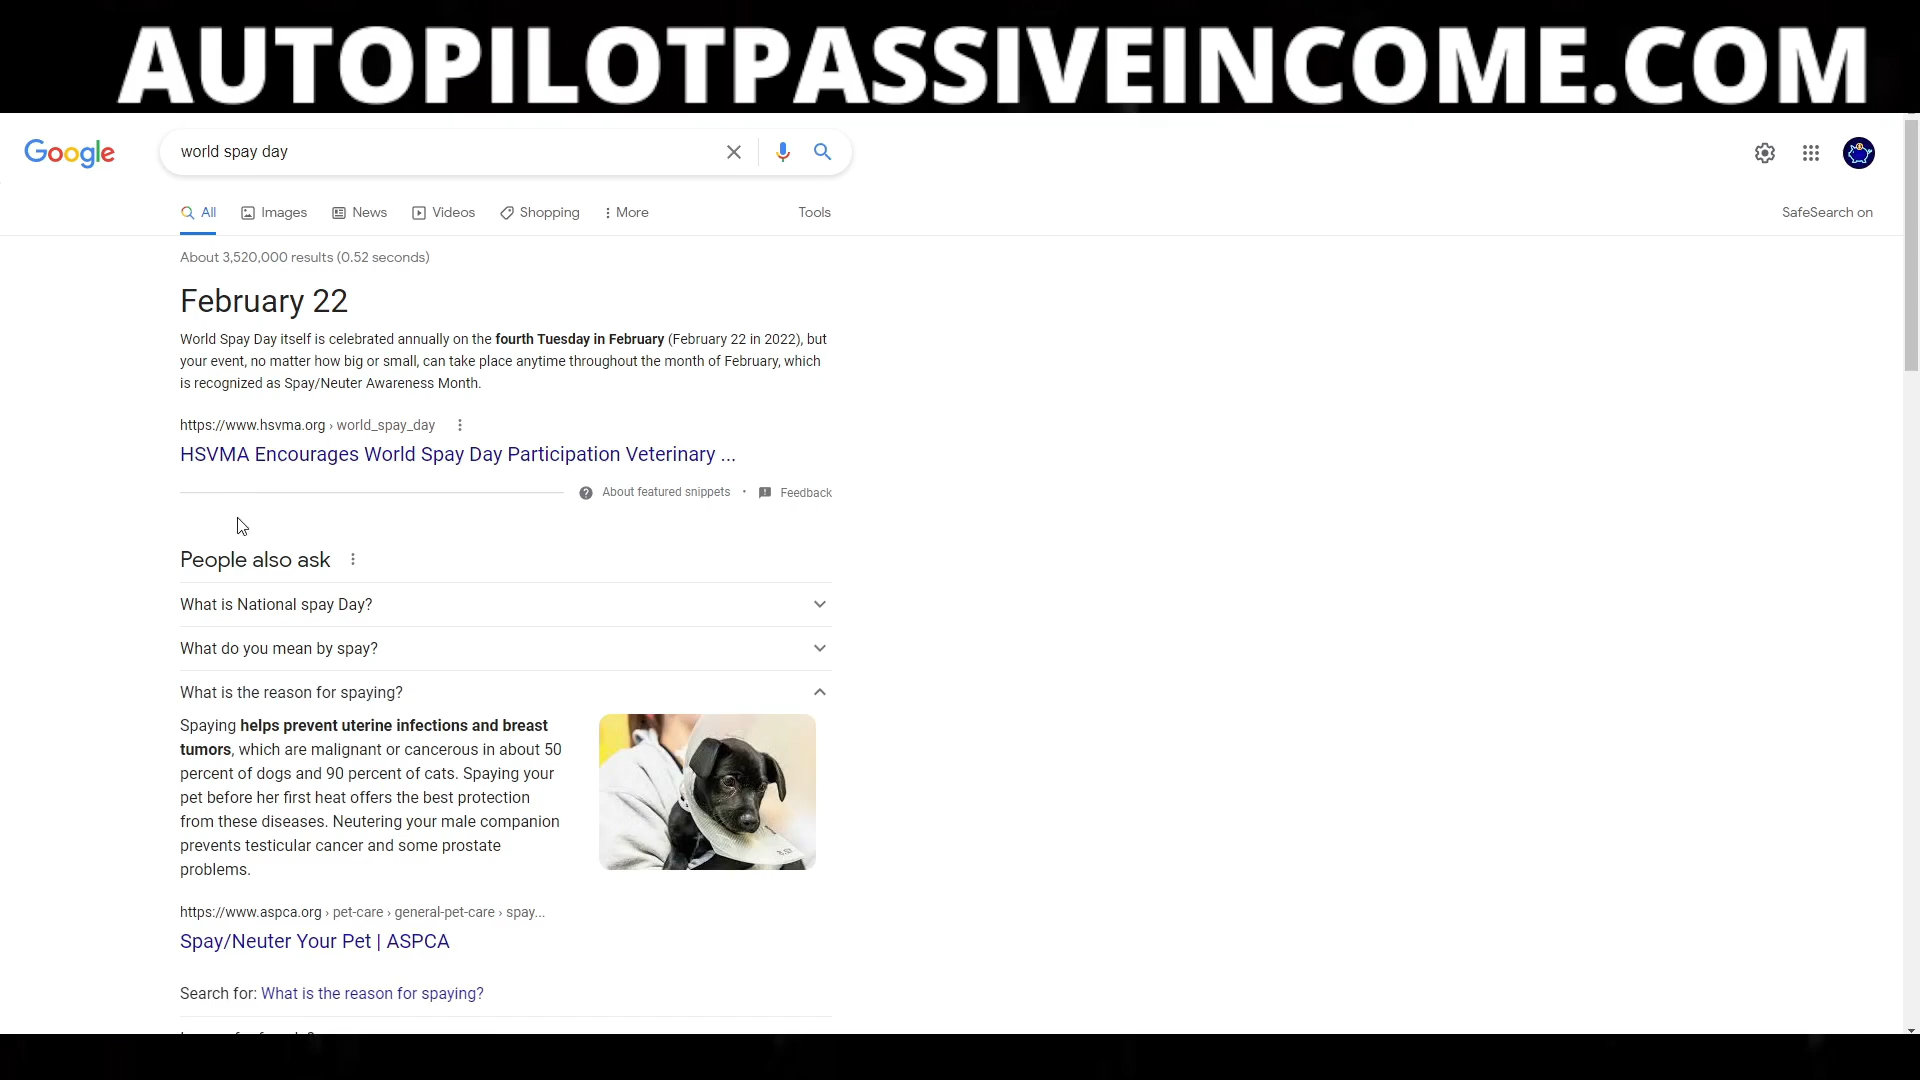 AUTOPILOTPASSIVEINCOME.COM
Google
world spay day
All
Images
News
Videos
Shopping
More
Tools
SafeSearch on
About 3,520,000 results (0.52 seconds)
February 22
World Spay Day itself is celebrated annually on the fourth Tuesday in February (February 22 in 2022), but
your event, no matter how big or small, can take place anytime throughout the month of February, which
is recognized as Spay/Neuter Awareness Month.
https://www.hsvma.org › world_spay_day
HSVMA Encourages World Spay Day Participation Veterinary ...
About featured snippets • Feedback
People also ask
What is National spay Day?
What do you mean by spay?
What is the reason for spaying?
Spaying helps prevent uterine infections and breast
tumors, which are malignant or cancerous in about 50
percent of dogs and 90 percent of cats. Spaying your
pet before her first heat offers the best protection
from these diseases. Neutering your male companion
prevents testicular cancer and some prostate
problems.
https://www.aspca.org › pet-care › general-pet-care › spay...
Spay/Neuter Your Pet | ASPCA
Search for: What is the reason for spaying?